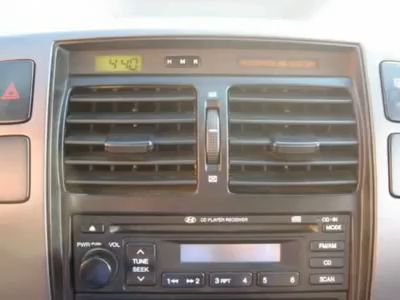 4:40
H M R
CD PLAYER RECEIVER
CD-IN
MODE
PWR PUSH VOL
TUNE
SEEK
FM/AM
CD
SCAN
1 << >> 2 3 RPT 4 5 6